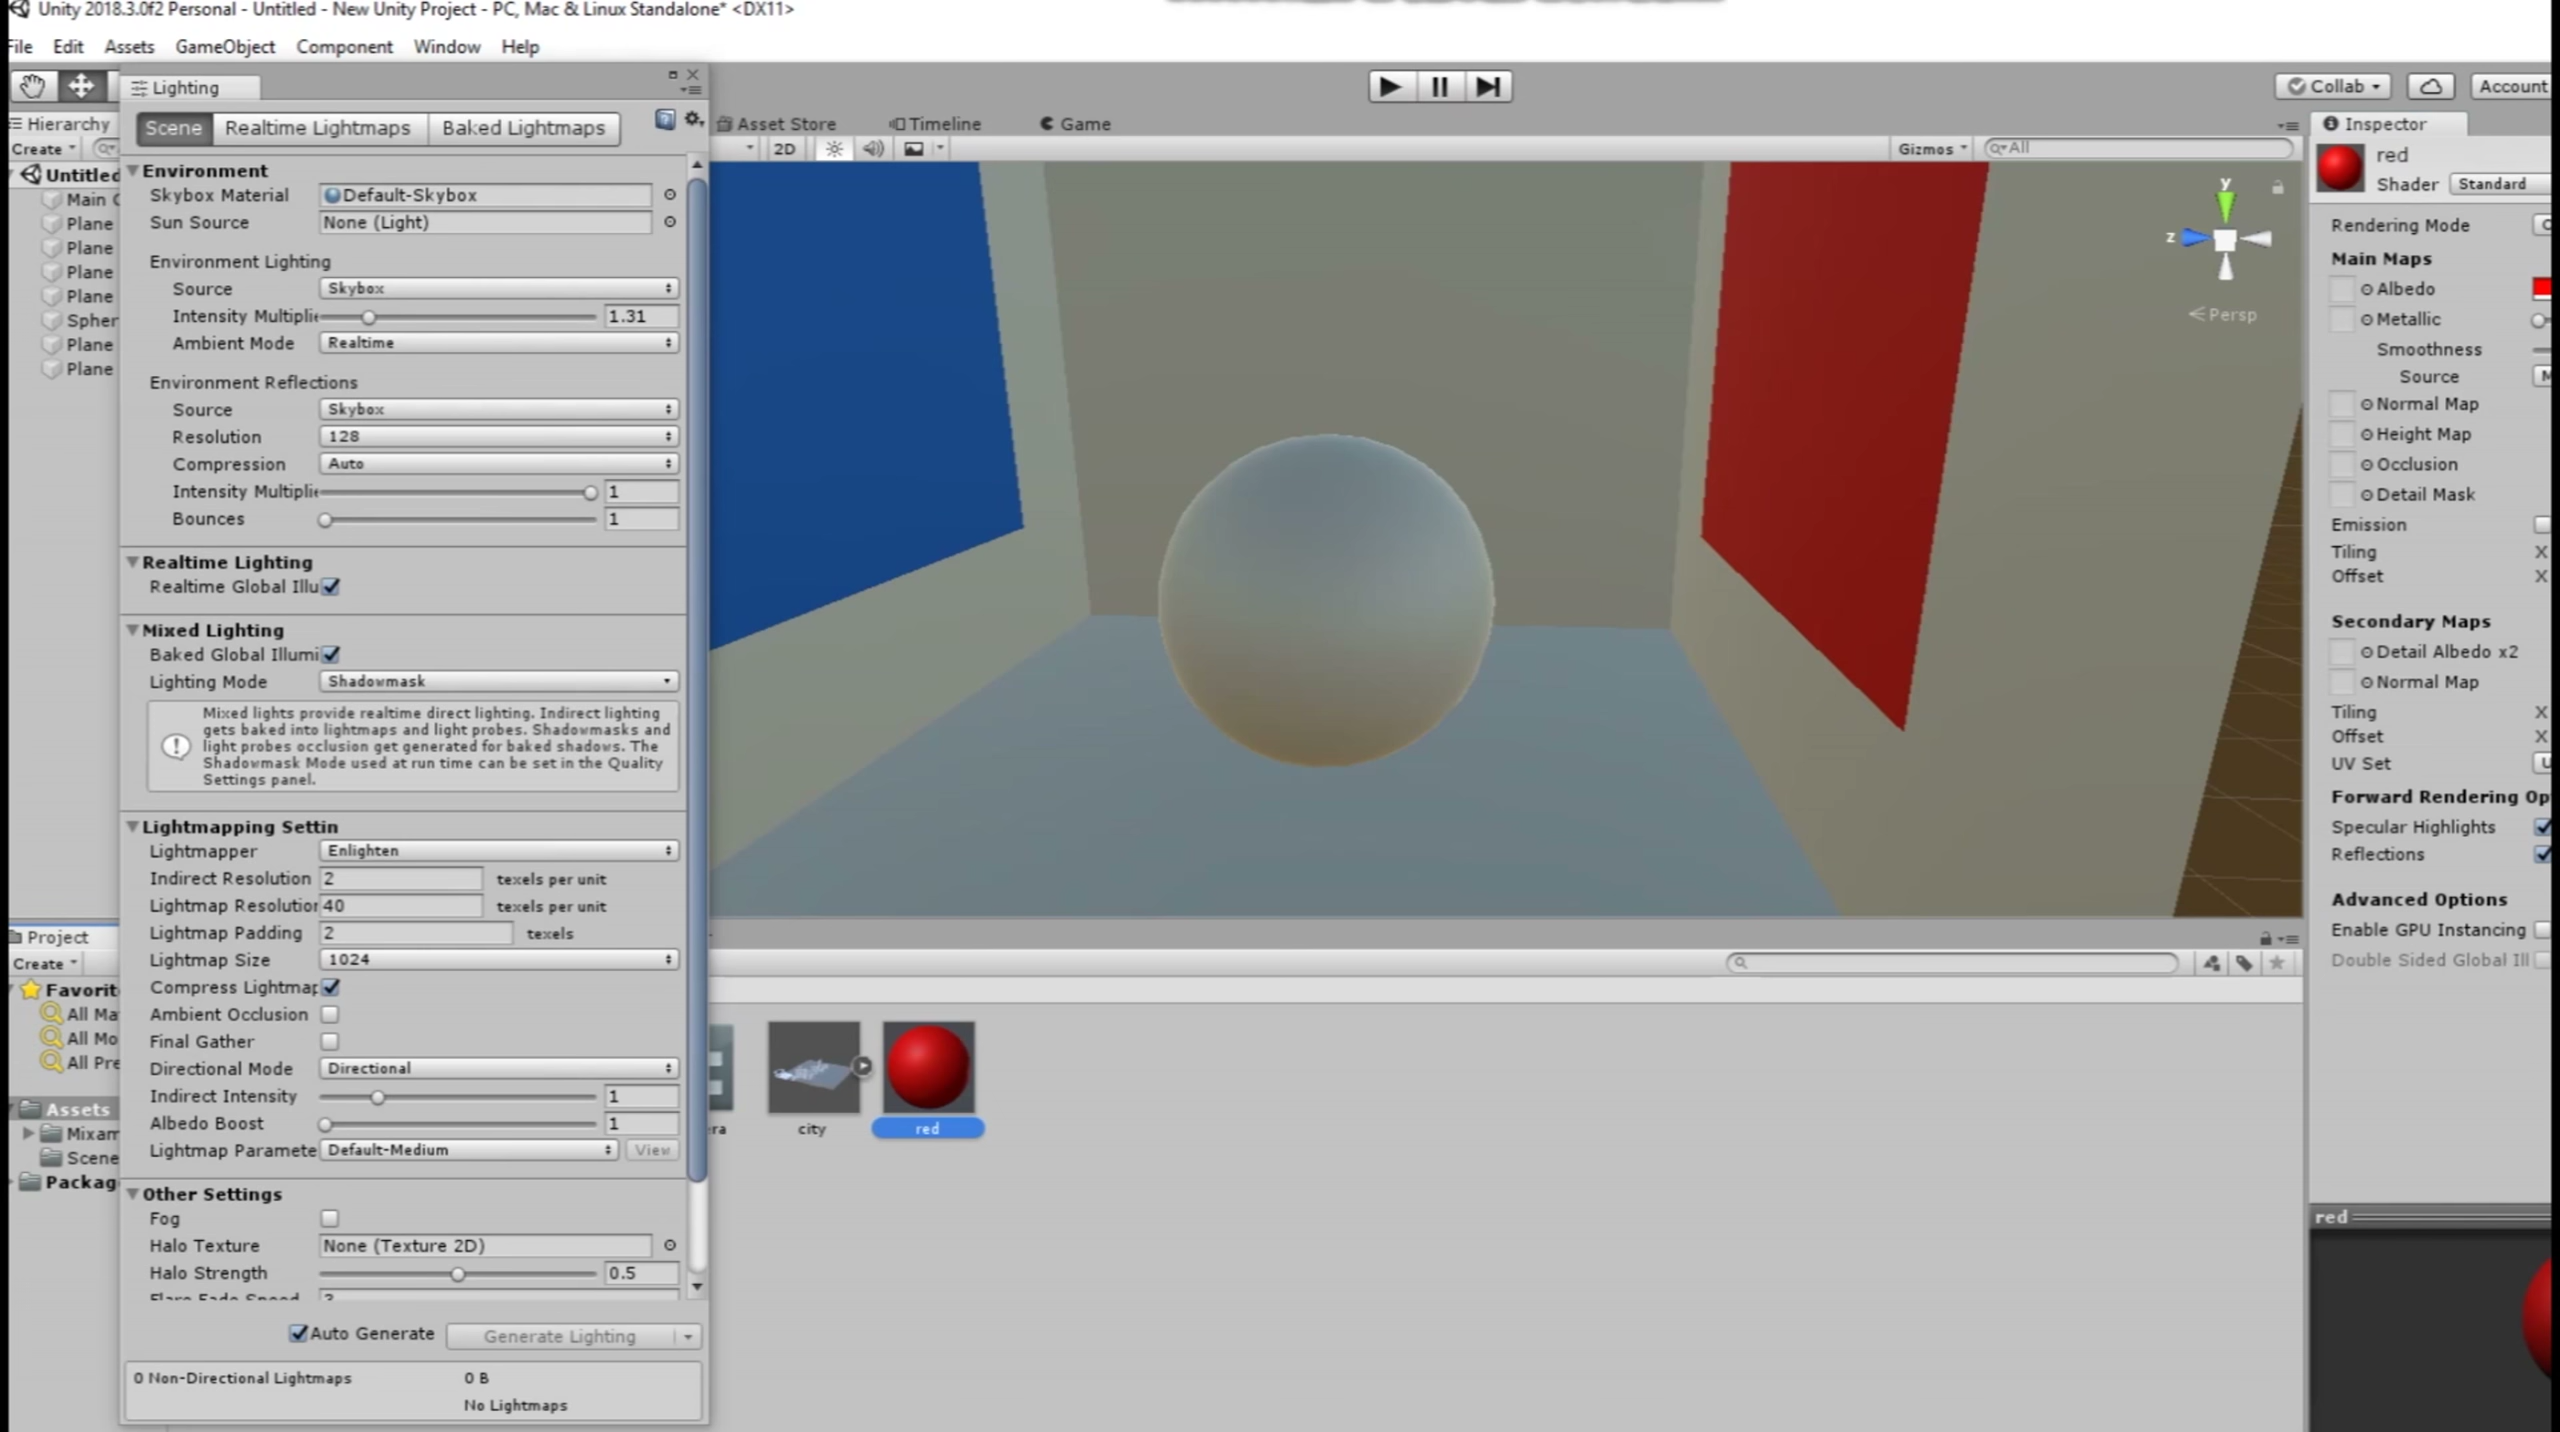 Unity 2018.3.0f2 Personal - Untitled - New Unity Project - PC, Mac & Linux Standalone* <DX11>
File Edit Assets GameObject Component Window Help
Collab
Account
Hierarchy
Create
Untitled
Main C
Plane
Plane
Plane
Plane
Spher
Plane
Plane
Lighting
Scene Realtime Lightmaps Baked Lightmaps
Environment
Skybox Material Default-Skybox
Sun Source None (Light)
Environment Lighting
Source Skybox
Intensity Multiplie 1.31
Ambient Mode Realtime
Environment Reflections
Source Skybox
Resolution 128
Compression Auto
Intensity Multiplie 1
Bounces 1
Realtime Lighting
Realtime Global Illu
Mixed Lighting
Baked Global Illumi
Lighting Mode Shadowmask
Mixed lights provide realtime direct lighting. Indirect lighting
gets baked into lightmaps and light probes. Shadowmasks and
light probes occlusion get generated for baked shadows. The
Shadowmask Mode used at run time can be set in the Quality
Settings panel.
Lightmapping Settin
Lightmapper Enlighten
Indirect Resolution 2 texels per unit
Lightmap Resolution 40 texels per unit
Lightmap Padding 2 texels
Lightmap Size 1024
Compress Lightmap
Ambient Occlusion
Final Gather
Directional Mode Directional
Indirect Intensity 1
Albedo Boost 1
Lightmap Paramete Default-Medium View
Other Settings
Fog
Halo Texture None (Texture 2D)
Halo Strength 0.5
Flare Fade Speed 3
Auto Generate Generate Lighting
0 Non-Directional Lightmaps 0 B
No Lightmaps
Asset Store Timeline Game
2D Gizmos All
y
z
Persp
Project
Create
Favorit
All Ma
All Mo
All Pre
Assets
Mixam
Scene
Packag
ra city red
Inspector
red
Shader Standard
Rendering Mode
Main Maps
Albedo
Metallic
Smoothness
Source
Normal Map
Height Map
Occlusion
Detail Mask
Emission
Tiling X
Offset X
Secondary Maps
Detail Albedo x2
Normal Map
Tiling X
Offset X
UV Set
Forward Rendering Op
Specular Highlights
Reflections
Advanced Options
Enable GPU Instancing
Double Sided Global Ill
red